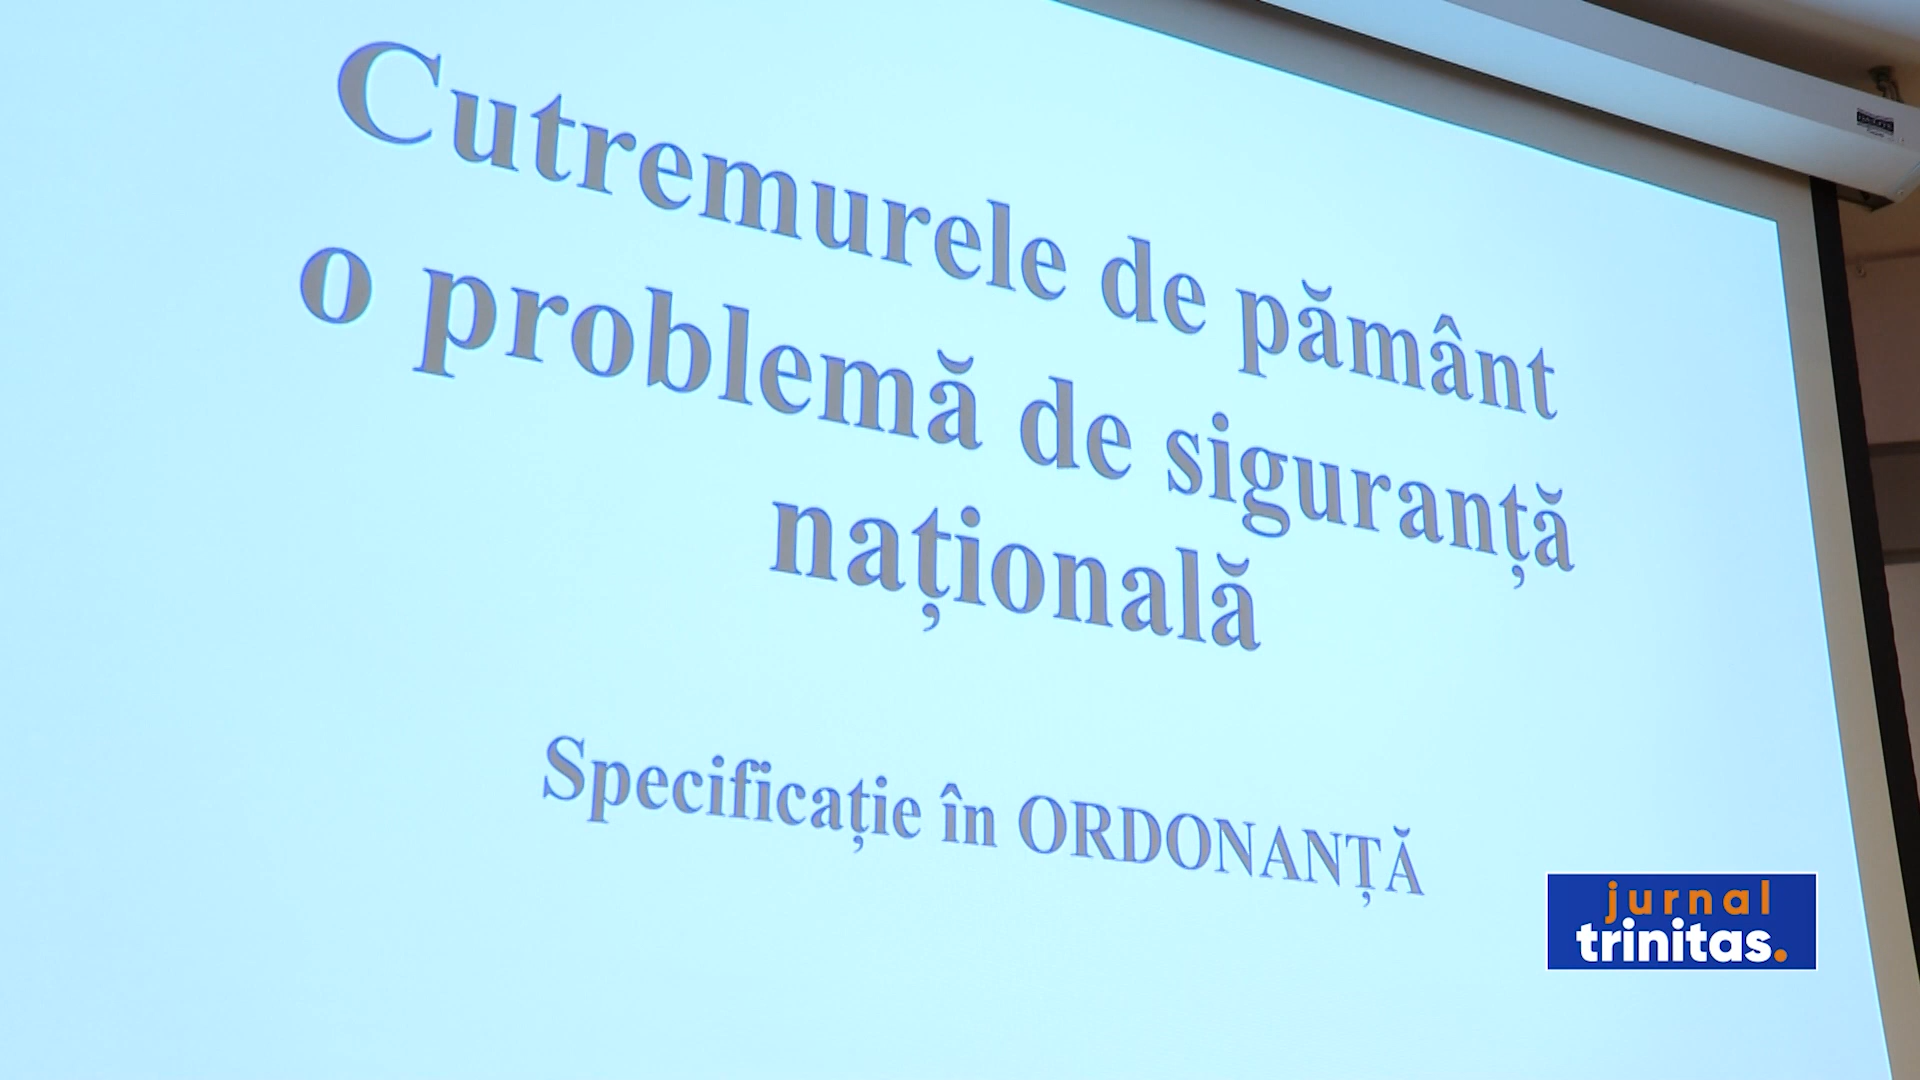 Cutremurele de pământ
o problemă de siguranță
națională
Specificație în ORDONANȚĂ
jurnal
trinitas.